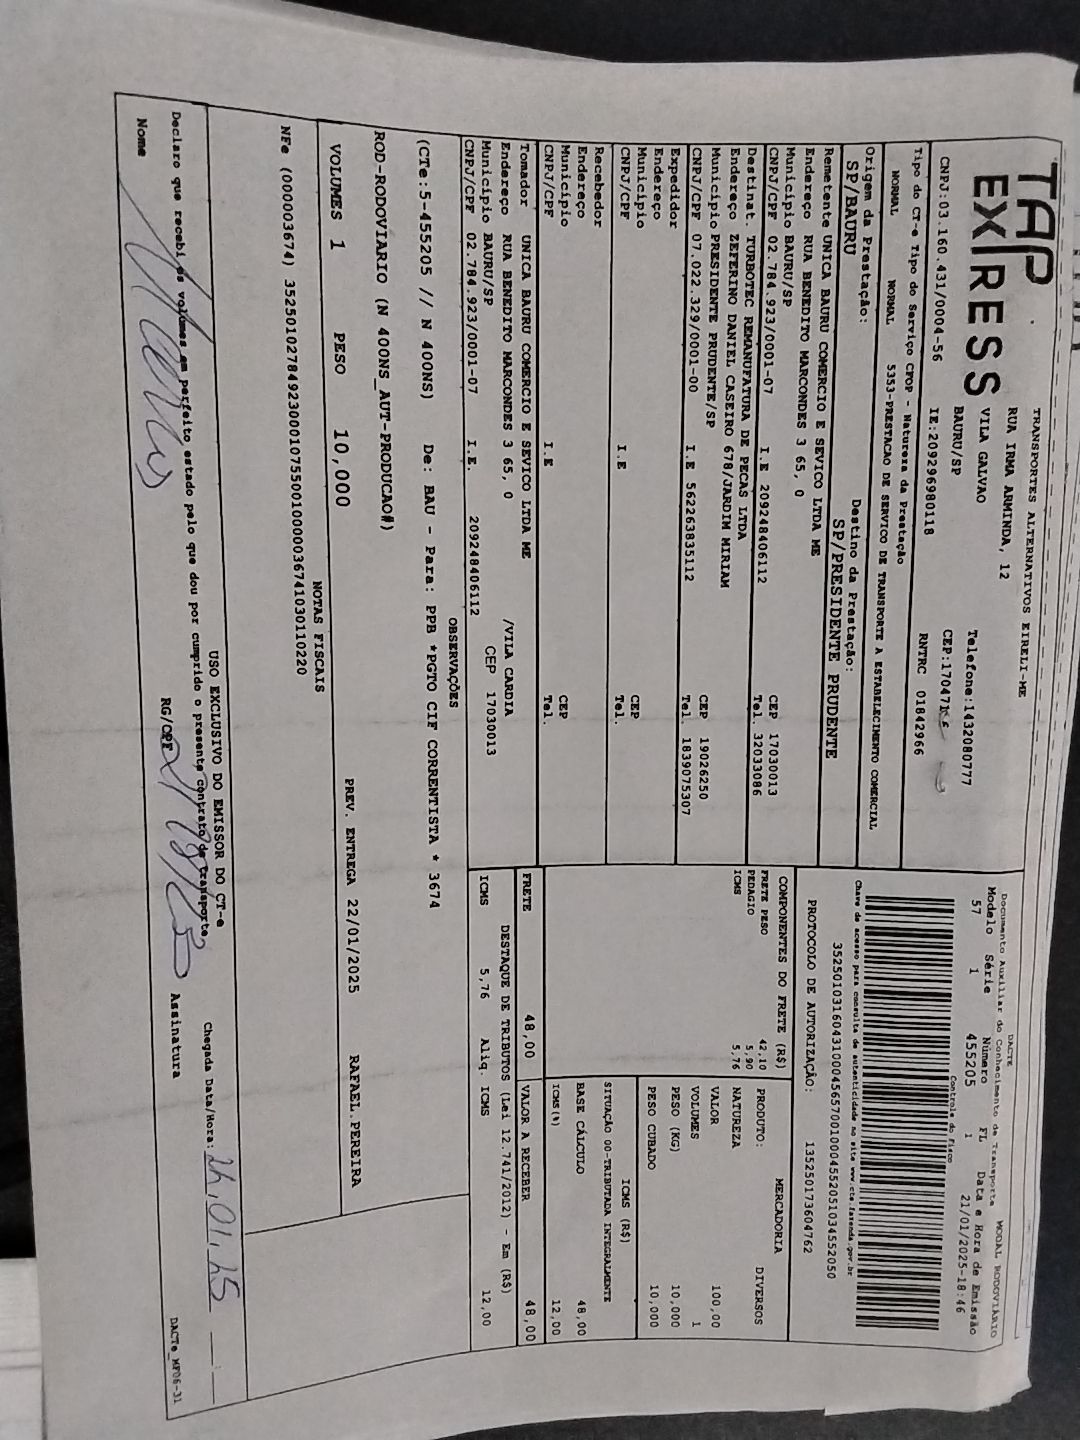 TAP EXPRESS
TRANSPORTES ALTERNATIVOS EIRELI-ME
RUA IRMA ARMINDA, 12
VILA GALVAO
BAURU/SP
Telefone:1432080777
CEP:17047
CNPJ:03.160.431/0004-56 IE:209296980118 RNTRC 01842966
Tipo do CT-e Tipo do Serviço CFOP - Natureza da Prestação
NORMAL NORMAL 5353-PRESTACAO DE SERVICO DE TRANSPORTE A ESTABELECIMENTO COMERCIAL
Origem da Prestação: Destino da Prestação:
SP/BAURU SP/PRESIDENTE PRUDENTE
DACTE
Documento Auxiliar do Conhecimento de Transporte MODAL RODOVIÁRIO
Modelo Série Número FL Data e Hora de Emissão
57 1 455205 1 21/01/2025-18:46
Controle do Fisco
Chave de acesso para consulta de autenticidade no site www.cte.fazenda.gov.br
35250103160431000456570010004552051034552050
PROTOCOLO DE AUTORIZAÇÃO: 135250173604762
Remetente UNICA BAURU COMERCIO E SEVICO LTDA ME
Endereço RUA BENEDITO MARCONDES 3 65, 0
Município BAURU/SP CEP 17030013
CNPJ/CPF 02.784.923/0001-07 I.E 209248406112 Tel. 32033086
Destinat. TURBOTEC REMANUFATURA DE PECAS LTDA
Endereço ZEFERINO DANIEL CASEIRO 678/JARDIM MIRIAM
Município PRESIDENTE PRUDENTE/SP CEP 19026250
CNPJ/CPF 07.022.329/0001-00 I.E 562263835112 Tel. 1839075307
Expedidor
Endereço
Município CEP
CNPJ/CPF I.E Tel.
Recebedor
Endereço
Município CEP
CNPJ/CPF I.E Tel.
Tomador UNICA BAURU COMERCIO E SEVICO LTDA ME
Endereço RUA BENEDITO MARCONDES 3 65, 0 /VILA CARDIA
Município BAURU/SP CEP 17030013
CNPJ/CPF 02.784.923/0001-07 I.E. 209248406112
COMPONENTES DO FRETE (R$)
FRETE PESO 42,10
PEDAGIO 5,90
ICMS 5,76
PRODUTO: MERCADORIA
NATUREZA DIVERSOS
VALOR 100,00
VOLUMES 1
PESO (KG) 10,000
PESO CUBADO 10,000
ICMS (R$)
SITUAÇÃO 00-TRIBUTADA INTEGRALMENTE
BASE CÁLCULO 48,00
ICMS(%) 12,00
FRETE 48,00 VALOR A RECEBER 48,00
DESTAQUE DE TRIBUTOS (Lei 12.741/2012) - Em (R$)
ICMS 5,76 Aliq. ICMS 12,00
OBSERVAÇÕES
(CTe:5-455205 // N 400NS) De: BAU - Para: PPB *PGTO CIF CORRENTISTA * 3674
ROD-RODOVIARIO (N 400NS_AUT-PRODUCAO#)
VOLUMES 1 PESO 10,000 PREV. ENTREGA 22/01/2025 RAFAEL.PEREIRA
NOTAS FISCAIS
NFe (000003674) 35250102784923000107550010000036741030110220
USO EXCLUSIVO DO EMISSOR DO CT-e
Declaro que recebi os volumes em perfeito estado pelo que dou por cumprido o presente contrato de transporte.
Chegada Data/Hora: 24,01,25
Nome RG/CPF Assinatura
DACTe_MF06-31